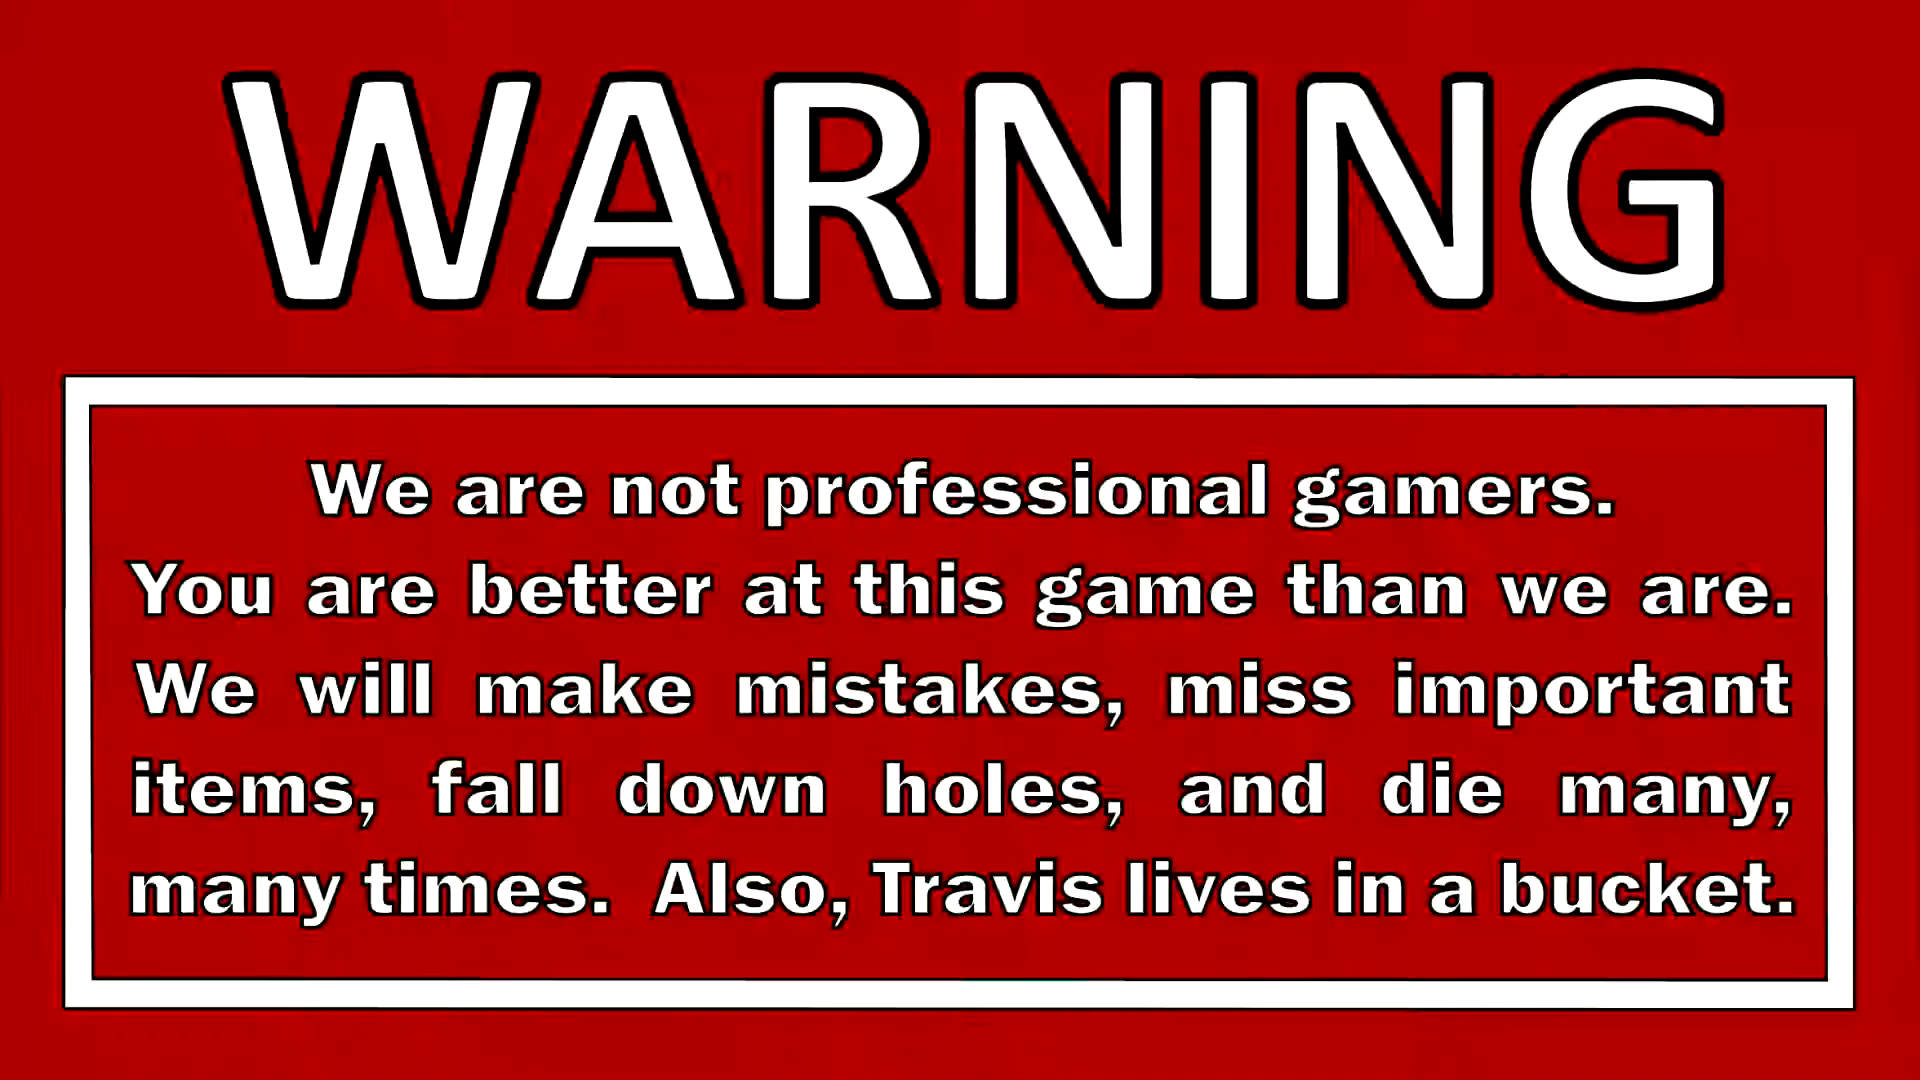 WARNING
We are not professional gamers.
You are better at this game than we are.
We will make mistakes, miss important
items, fall down holes, and die many,
many times.  Also, Travis lives in a bucket.